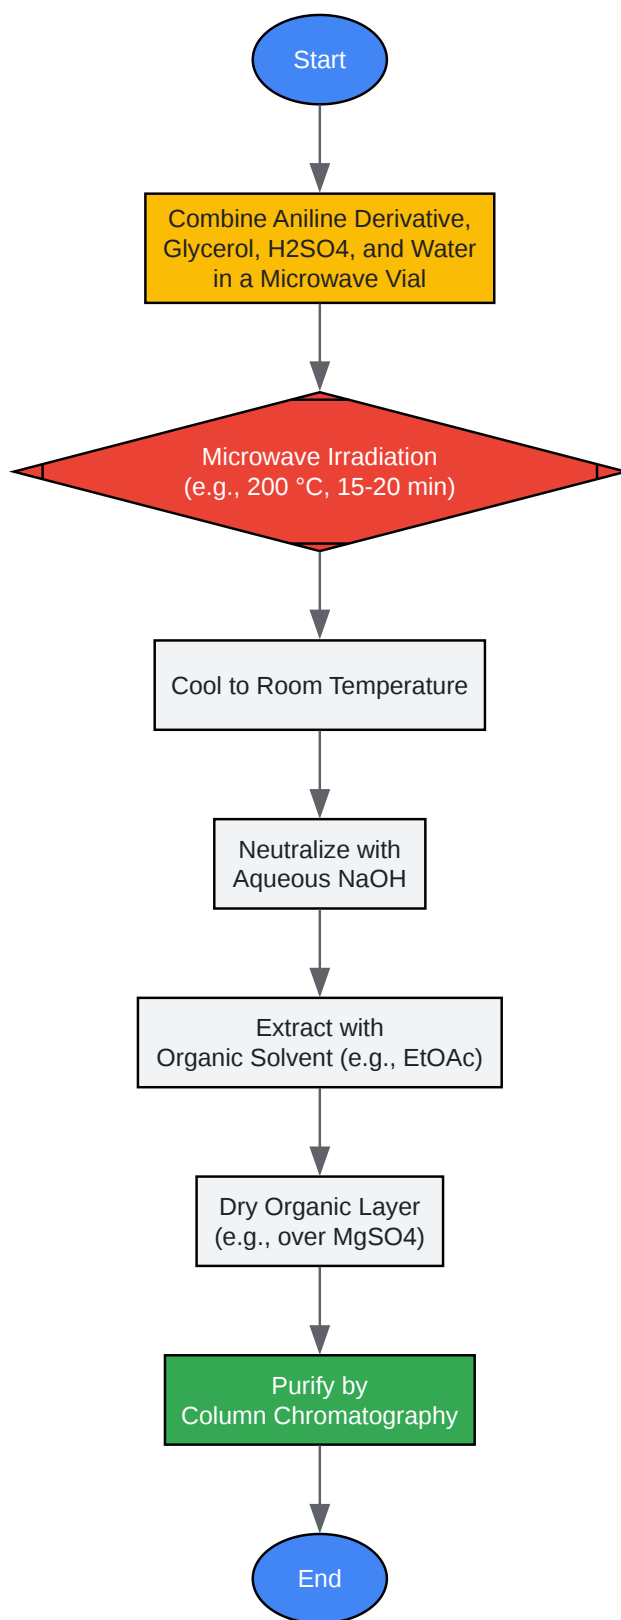 Start
Combine Aniline Derivative,
Glycerol, H2SO4, and Water
in a Microwave Vial
Microwave Irradiation
(e.g., 200 °C, 15-20 min)
Cool to Room Temperature
Neutralize with
Aqueous NaOH
Extract with
Organic Solvent (e.g., EtOAc)
Dry Organic Layer
(e.g., over MgSO4)
Purify by
Column Chromatography
End